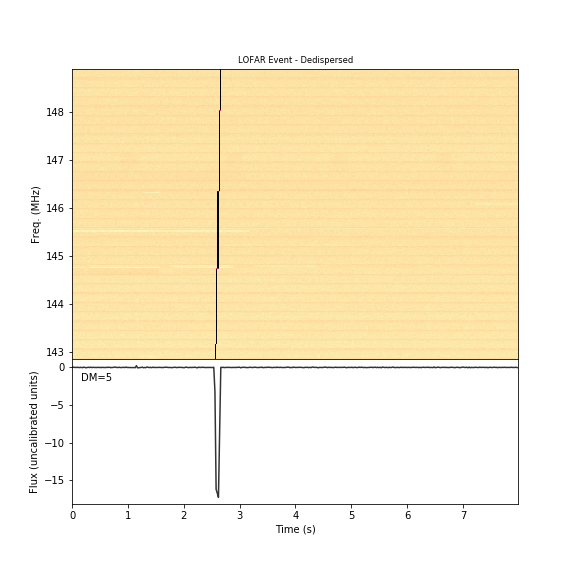 LOFAR Event - Dedispersed
Freq. (MHz)
148
147
146
145
144
143
Flux (uncalibrated units)
0
−5
−10
−15
DM=5
0 1 2 3 4 5 6 7
Time (s)